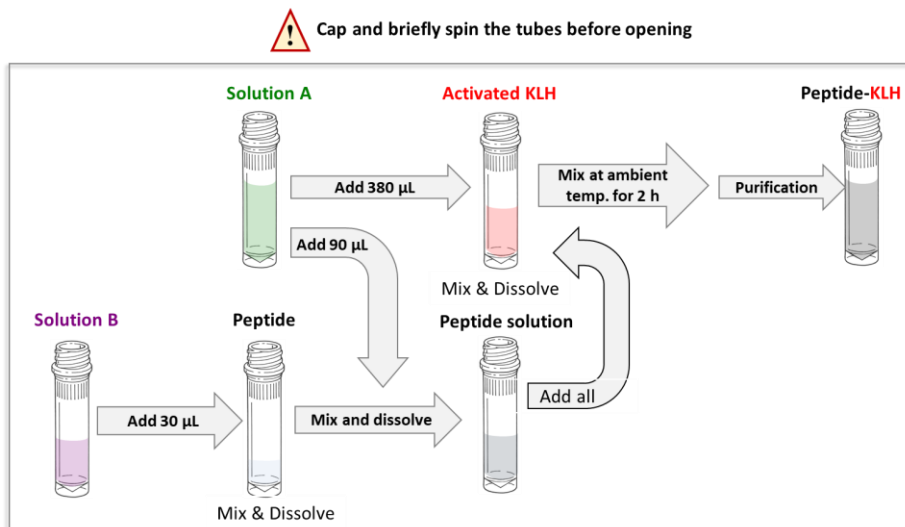 Cap and briefly spin the tubes before opening
Solution A
Activated KLH
Peptide-KLH
Add 380 µL
Mix at ambient
temp. for 2 h
Purification
Add 90 µL
Mix & Dissolve
Solution B
Peptide
Peptide solution
Add 30 µL
Mix and dissolve
Add all
Mix & Dissolve